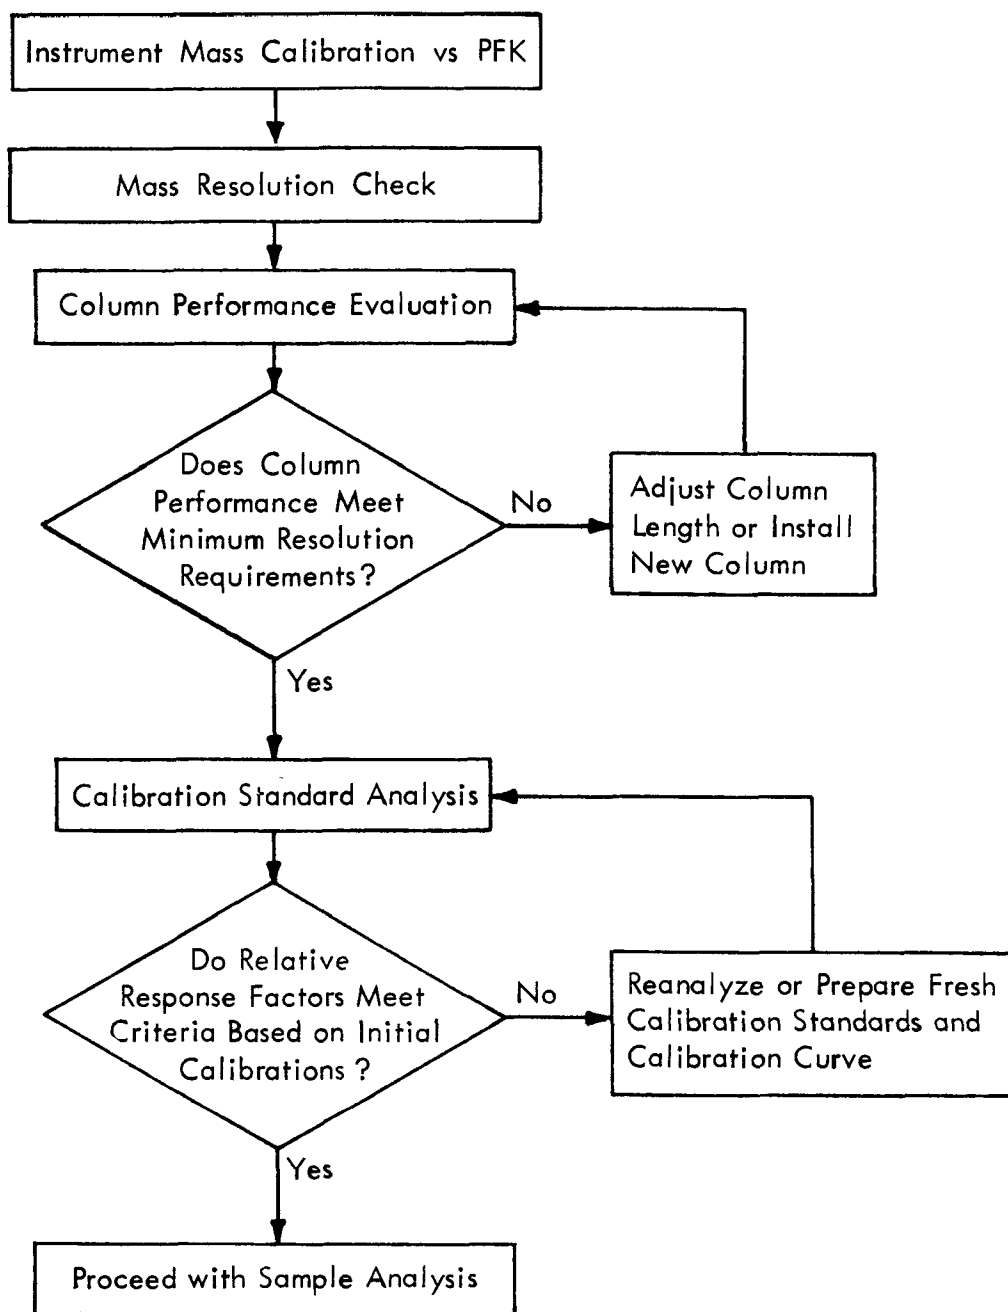 Instrument Mass Calibration vs PFK
Mass Resolution Check
Column Performance Evaluation
Does Column
Performance Meet
Minimum Resolution
Requirements?
No
Adjust Column
Length or Install
New Column
Yes
Calibration Standard Analysis
Do Relative
Response Factors Meet
Criteria Based on Initial
Calibrations?
No
Reanalyze or Prepare Fresh
Calibration Standards and
Calibration Curve
Yes
Proceed with Sample Analysis